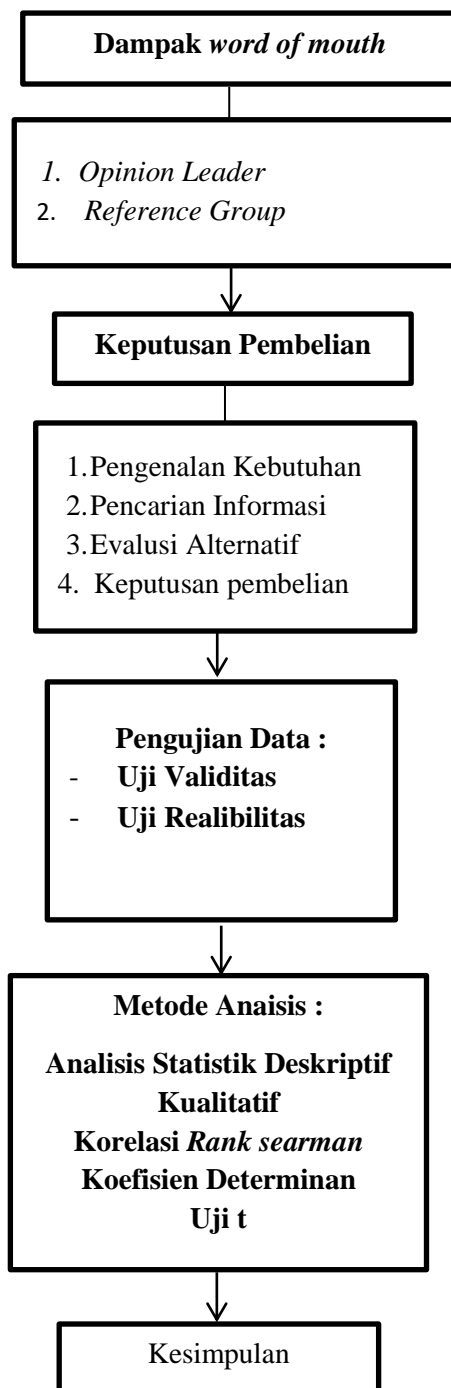 Dampak word of mouth
1. Opinion Leader
2. Reference Group
Keputusan Pembelian
1.Pengenalan Kebutuhan
2.Pencarian Informasi
3.Evalusi Alternatif
4. Keputusan pembelian
Pengujian Data :
- Uji Validitas
- Uji Realibilitas
Metode Anaisis :
Analisis Statistik Deskriptif
Kualitatif
Korelasi Rank searman
Koefisien Determinan
Uji t
Kesimpulan